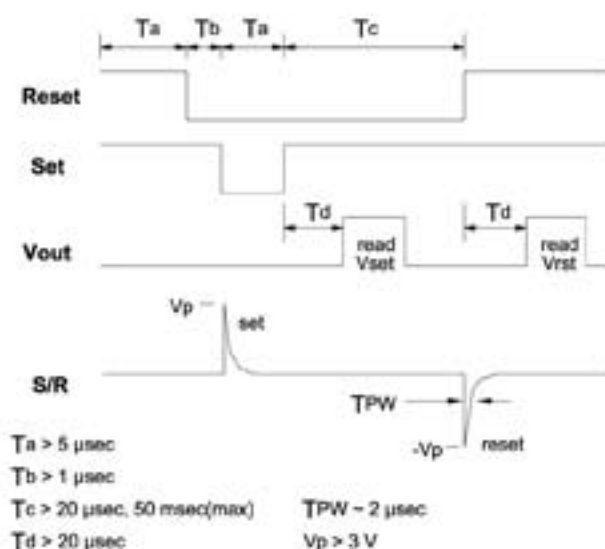 Ta Tb Ta Tc
Reset
Set
Td Td
Vout read Vset read Vrst
Vp set
S/R
TPW
-Vp reset
Ta > 5 µsec
Tb > 1 µsec
Tc > 20 µsec, 50 msec(max) TPW ~ 2 µsec
Td > 20 µsec Vp > 3 V